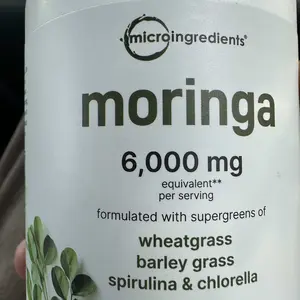 microingredients®
moringa
6,000 mg
equivalent**
per serving
formulated with supergreens of
wheatgrass
barley grass
spirulina & chlorella